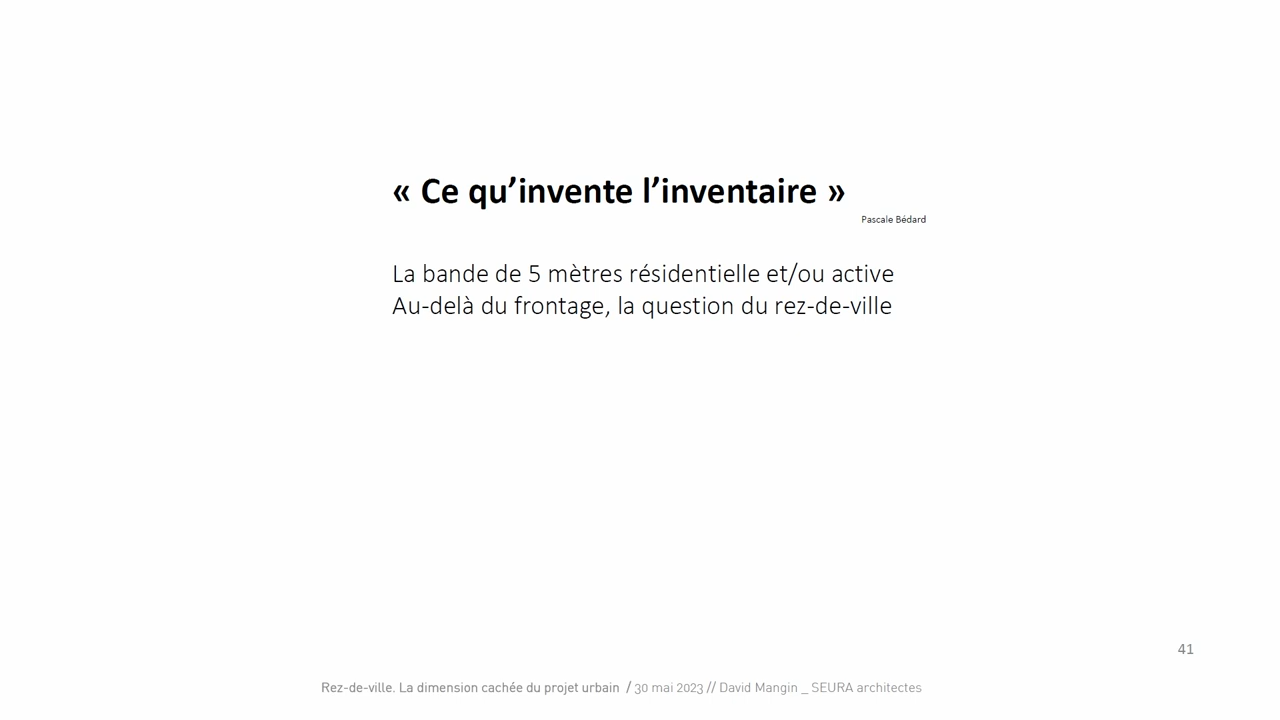 « Ce qu’invente l’inventaire »
Pascale Bédard
La bande de 5 mètres résidentielle et/ou active
Au-delà du frontage, la question du rez-de-ville
41
Rez-de-ville. La dimension cachée du projet urbain / 30 mai 2023 // David Mangin _ SEURA architectes